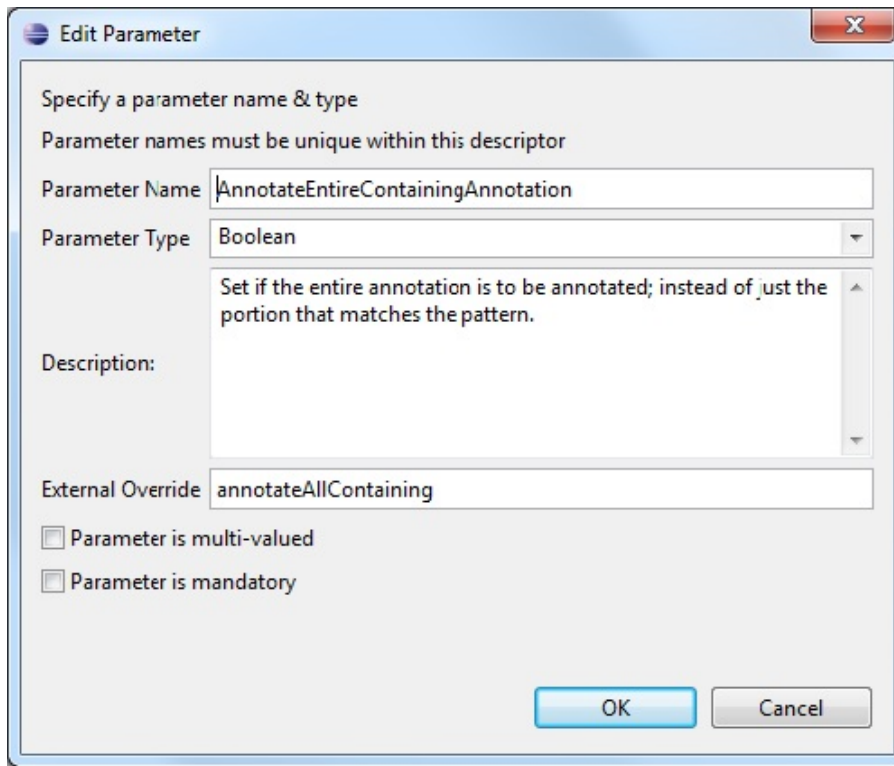 Edit Parameter
Specify a parameter name & type
Parameter names must be unique within this descriptor
Parameter Name AnnotateEntireContainingAnnotation
Parameter Type Boolean
Set if the entire annotation is to be annotated; instead of just the
portion that matches the pattern.
Description:
External Override annotateAllContaining
Parameter is multi-valued
Parameter is mandatory
OK Cancel